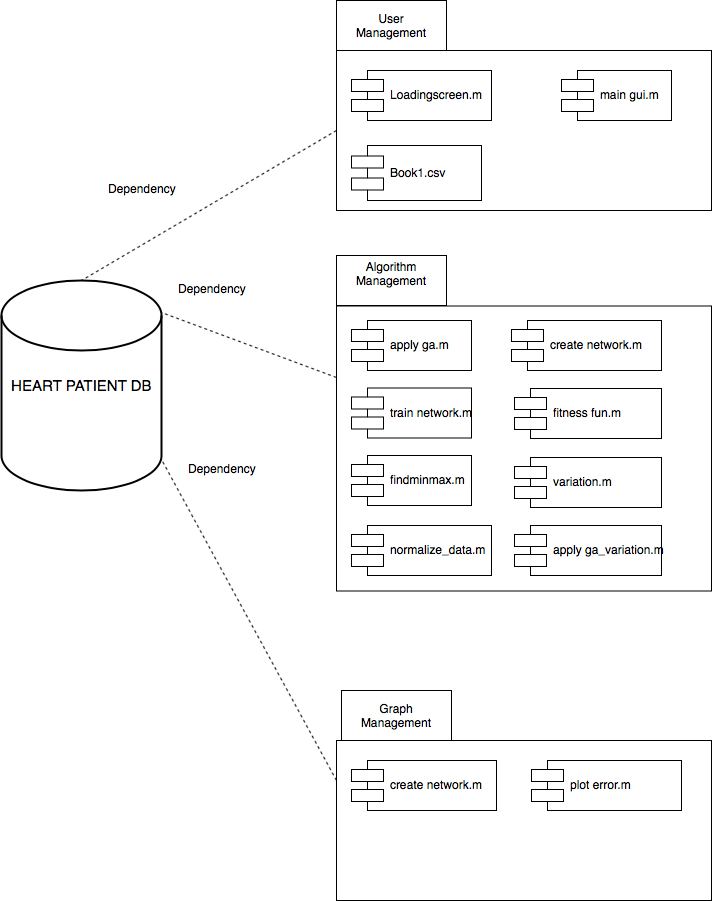 User
Management
Loadingscreen.m
main gui.m
Book1.csv
Dependency
Algorithm
Management
Dependency
apply ga.m
create network.m
HEART PATIENT DB
train network.m
fitness fun.m
Dependency
findminmax.m
variation.m
normalize_data.m
apply ga_variation.m
Graph
Management
create network.m
plot error.m